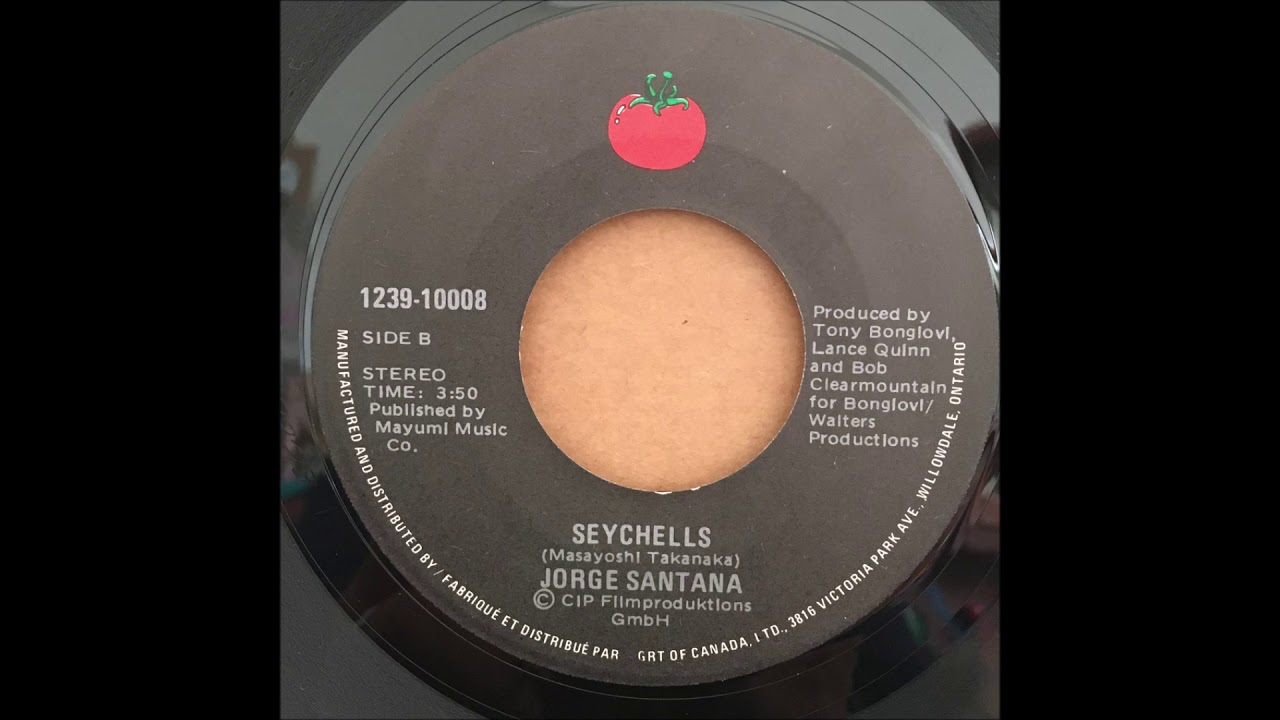 1239-10008
SIDE B
STEREO
TIME: 3:50
Published by
Mayumi Music
Co.
Produced by
Tony Bongiovi,
Lance Quinn
and Bob
Clearmountain
for Bongiovi/
Walters
Productions
SEYCHELLS
(Masayoshi Takanaka)
JORGE SANTANA
© CIP Filmproduktions
GmbH
MANUFACTURED AND DISTRIBUTED BY / FABRIQUÉ ET DISTRIBUÉ PAR GRT OF CANADA, LTD., 3816 VICTORIA PARK AVE., WILLOWDALE, ONTARIO